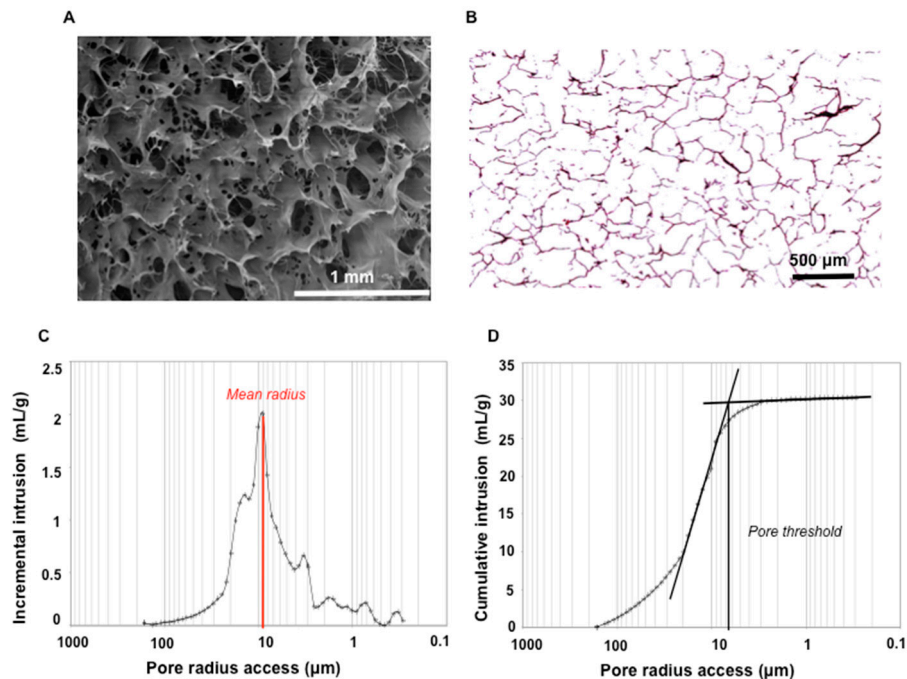 A
B
1 mm
500 µm
C
D
2.5
2
1.5
1
0.5
0
Incremental intrusion (mL/g)
Mean radius
1000
100
10
1
0.1
Pore radius access (µm)
35
30
25
20
15
10
5
0
Cumulative intrusion (mL/g)
Pore threshold
1000
100
10
1
0.1
Pore radius access (µm)